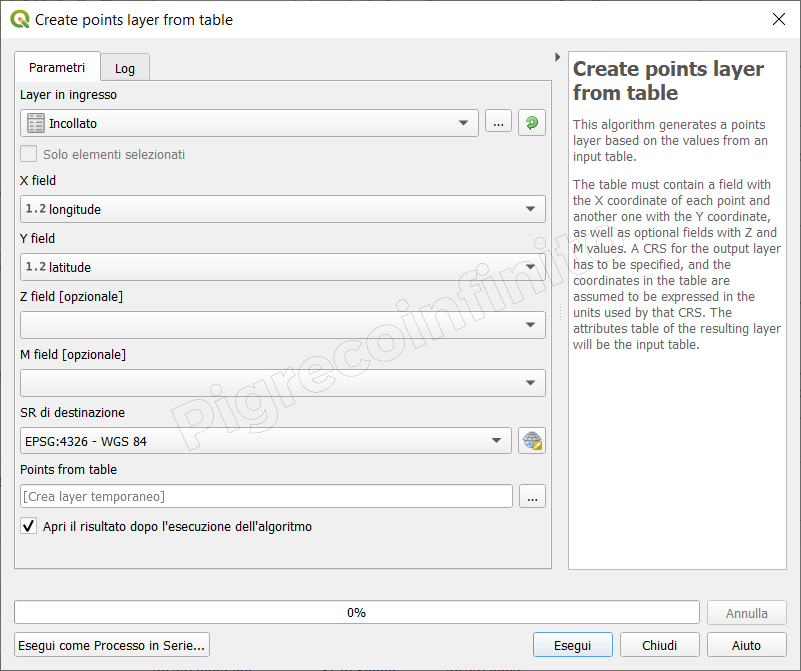 Create points layer from table
Parametri
Log
Layer in ingresso
Incollato
...
Solo elementi selezionati
X field
1.2 longitude
Y field
1.2 latitude
Z field [opzionale]
M field [opzionale]
SR di destinazione
EPSG:4326 - WGS 84
Points from table
[Crea layer temporaneo]
...
Apri il risultato dopo l'esecuzione dell'algoritmo
Create points layer
from table
This algorithm generates a points
layer based on the values from an
input table.
The table must contain a field with
the X coordinate of each point and
another one with the Y coordinate,
as well as optional fields with Z and
M values. A CRS for the output layer
has to be specified, and the
coordinates in the table are
assumed to be expressed in the
units used by that CRS. The
attributes table of the resulting layer
will be the input table.
Pigrecoinfinito
0%
Annulla
Esegui come Processo in Serie...
Esegui
Chiudi
Aiuto